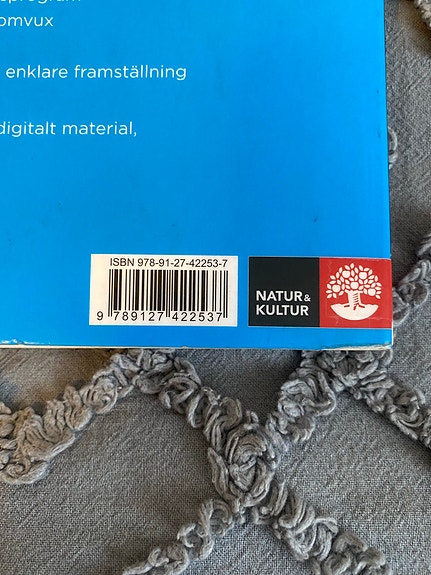 omvux
enklare framställning
digitalt material,
ISBN 978-91-27-42253-7
9 789127 422537
NATUR &
KULTUR